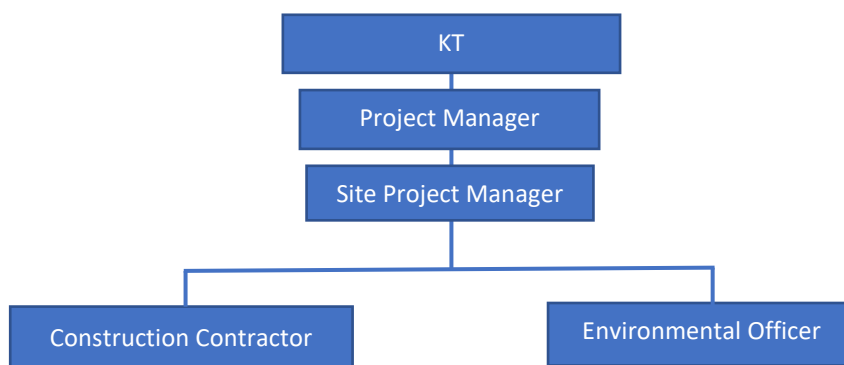 KT
Project Manager
Site Project Manager
Construction Contractor
Environmental Officer